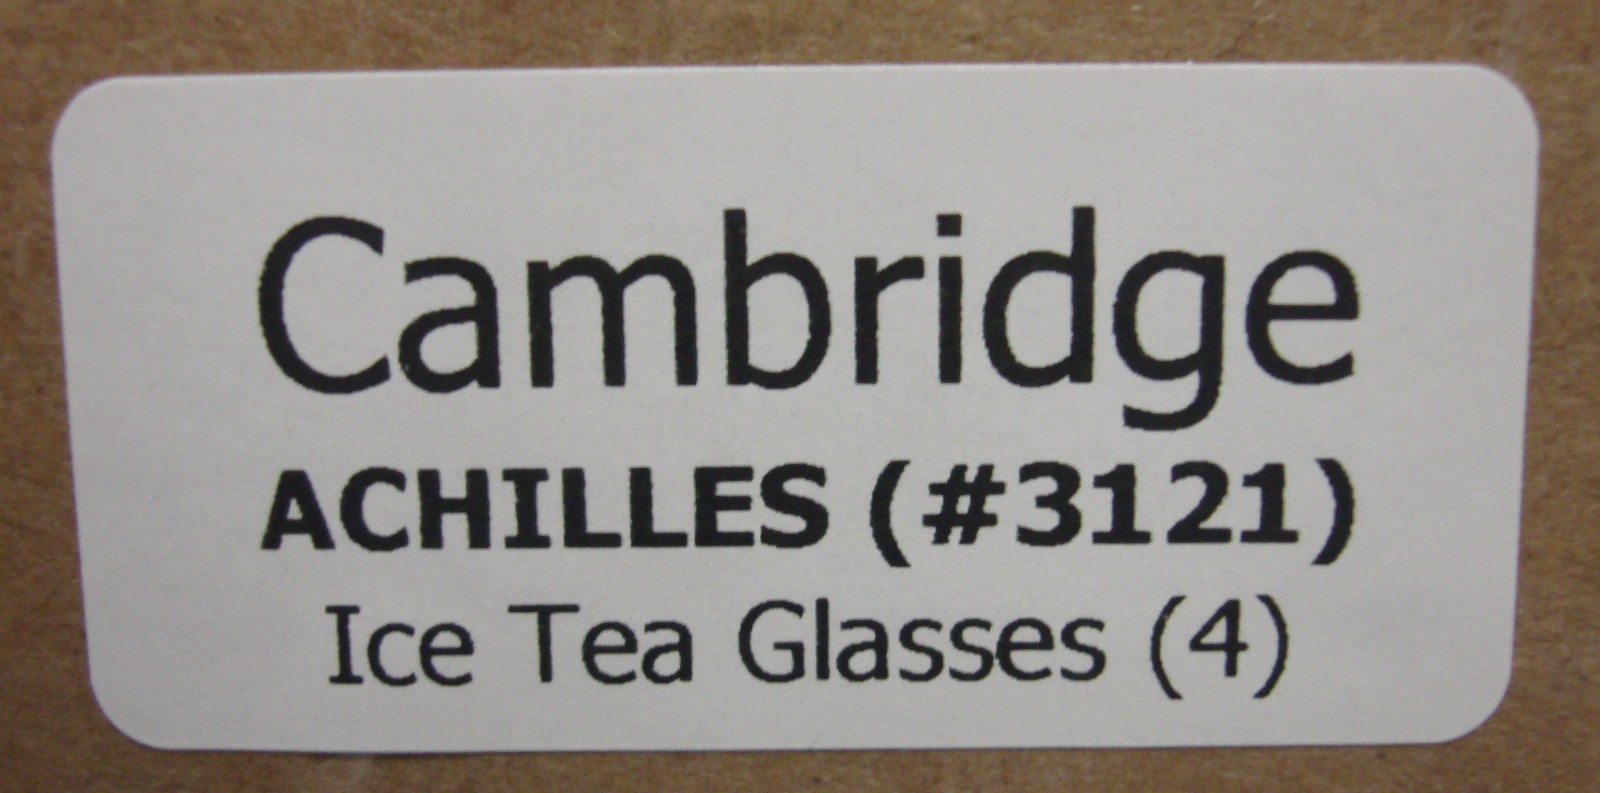 Cambridge
ACHILLES (#3121)
Ice Tea Glasses (4)